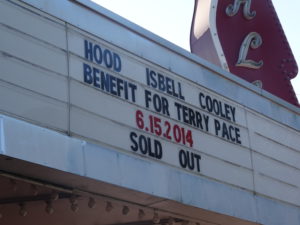 HOOD ISBELL COOLEY
BENEFIT FOR TERRY PACE
6.15.2014
SOLD OUT